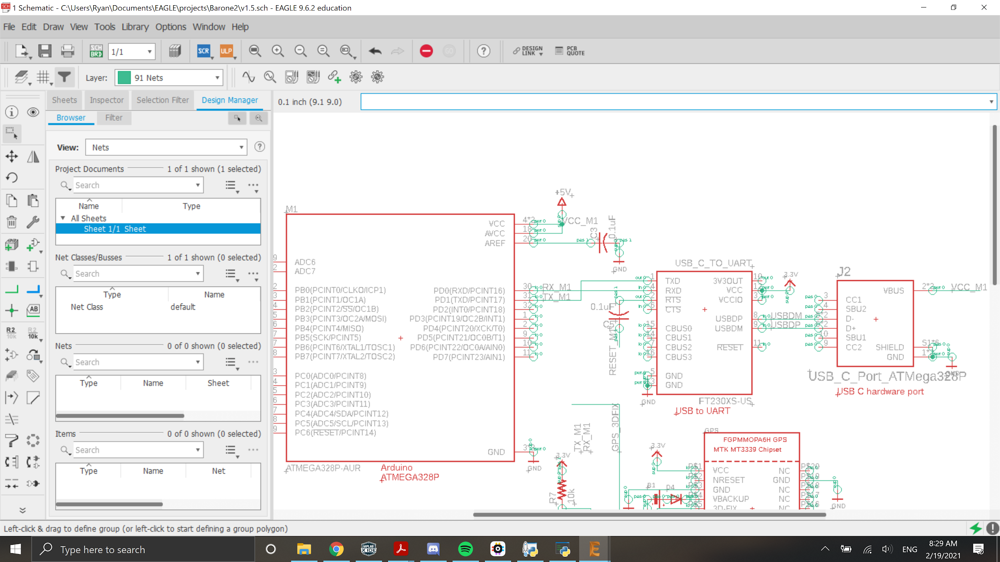 1 Schematic - C:\Users\Ryan\Documents\EAGLE\projects\Barone2\v1.5.sch - EAGLE 9.6.2 education
File Edit Draw View Tools Library Options Window Help
SCH BRD 1/1 SCR ULP GO DESIGN LINK PCB QUOTE
Layer: 91 Nets
Sheets Inspector Selection Filter Design Manager
0.1 inch (9.1 9.0)
Browser Filter
View: Nets
Project Documents 1 of 1 shown (1 selected)
Search
Name Type
All Sheets
Sheet 1/1 Sheet
Net Classes/Busses 1 of 1 shown (0 selected)
Search
Type Name
Net Class default
Nets 0 of 0 shown (0 selected)
Search
Type Name Sheet
Items 0 of 0 shown (0 selected)
Search
Type Name Net
R2 10k
R2 10k
AB
M1
VCC
AVCC
AREF
ADC6
ADC7
PB0(PCINT0/CLKO/ICP1)
PB1(PCINT1/OC1A)
PB2(PCINT2/SS/OC1B)
PB3(PCINT3/OC2A/MOSI)
PB4(PCINT4/MISO)
PB5(SCK/PCINT5)
PB6(PCINT6/XTAL1/TOSC1)
PB7(PCINT7/XTAL2/TOSC2)
PC0(ADC0/PCINT8)
PC1(ADC1/PCINT9)
PC2(ADC2/PCINT10)
PC3(ADC3/PCINT11)
PC4(ADC4/SDA/PCINT12)
PC5(ADC5/SCL/PCINT13)
PC6(RESET/PCINT14)
PD0(RXD/PCINT16)
PD1(TXD/PCINT17)
PD2(INT0/PCINT18)
PD3(PCINT19/OC2B/INT1)
PD4(PCINT20/XCK/T0)
PD5(PCINT21/OC0B/T1)
PD6(PCINT22/OC0A/AIN0)
PD7(PCINT23/AIN1)
GND
ATMEGA328P-AUR
Arduino
ATMEGA328P
+5V
VCC_M1
C3
0.1uF
GND
RX_M1
TX_M1
0.1uF
C5
RESET_M1
USB_C_TO_UART
TXD
RXD
RTS
CTS
CBUS0
CBUS1
CBUS2
CBUS3
GND
GND
3V3OUT
VCC
VCCIO
USBDP
USBDM
RESET
GND
FT230XS-US
USB to UART
3.3V
USBDM
USBDP
J2
CC1
SBU2
D-
D+
SBU1
CC2
VBUS
SHIELD
GND
VCC_M1
GND
USB_C_Port_ATMega328P
USB C hardware port
GND
3.3V
R7
10k
TX_M1
RX_M1
GPS_3DFIX
3.3V
B1
D4
GPS
FGPMMOPA6H GPS
MTK MT3339 Chipset
VCC NC
NRESET GND
GND NC
VBACKUP NC
3D-FIX NC
GND
Left-click & drag to define group (or left-click to start defining a group polygon)
Type here to search
MPLAB X IDE
ENG
8:29 AM
2/19/2021